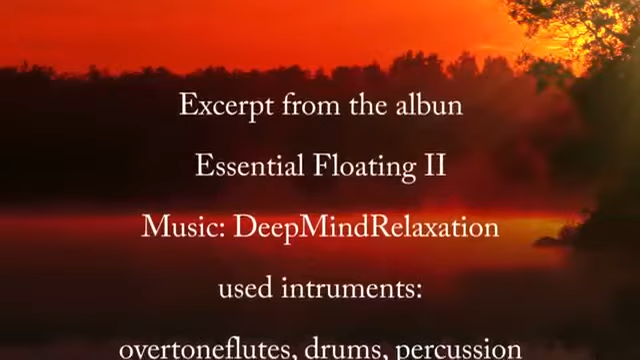 Excerpt from the albun
Essential Floating II
Music: DeepMindRelaxation
used intruments:
overtoneflutes, drums, percussion